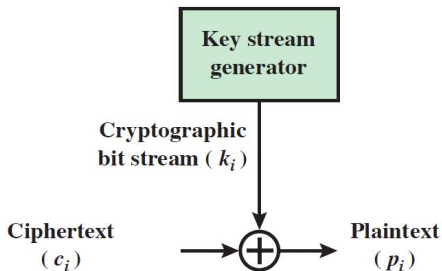 Key stream
generator
Cryptographic
bit stream ( kᵢ )
Ciphertext
( cᵢ )
Plaintext
( pᵢ )